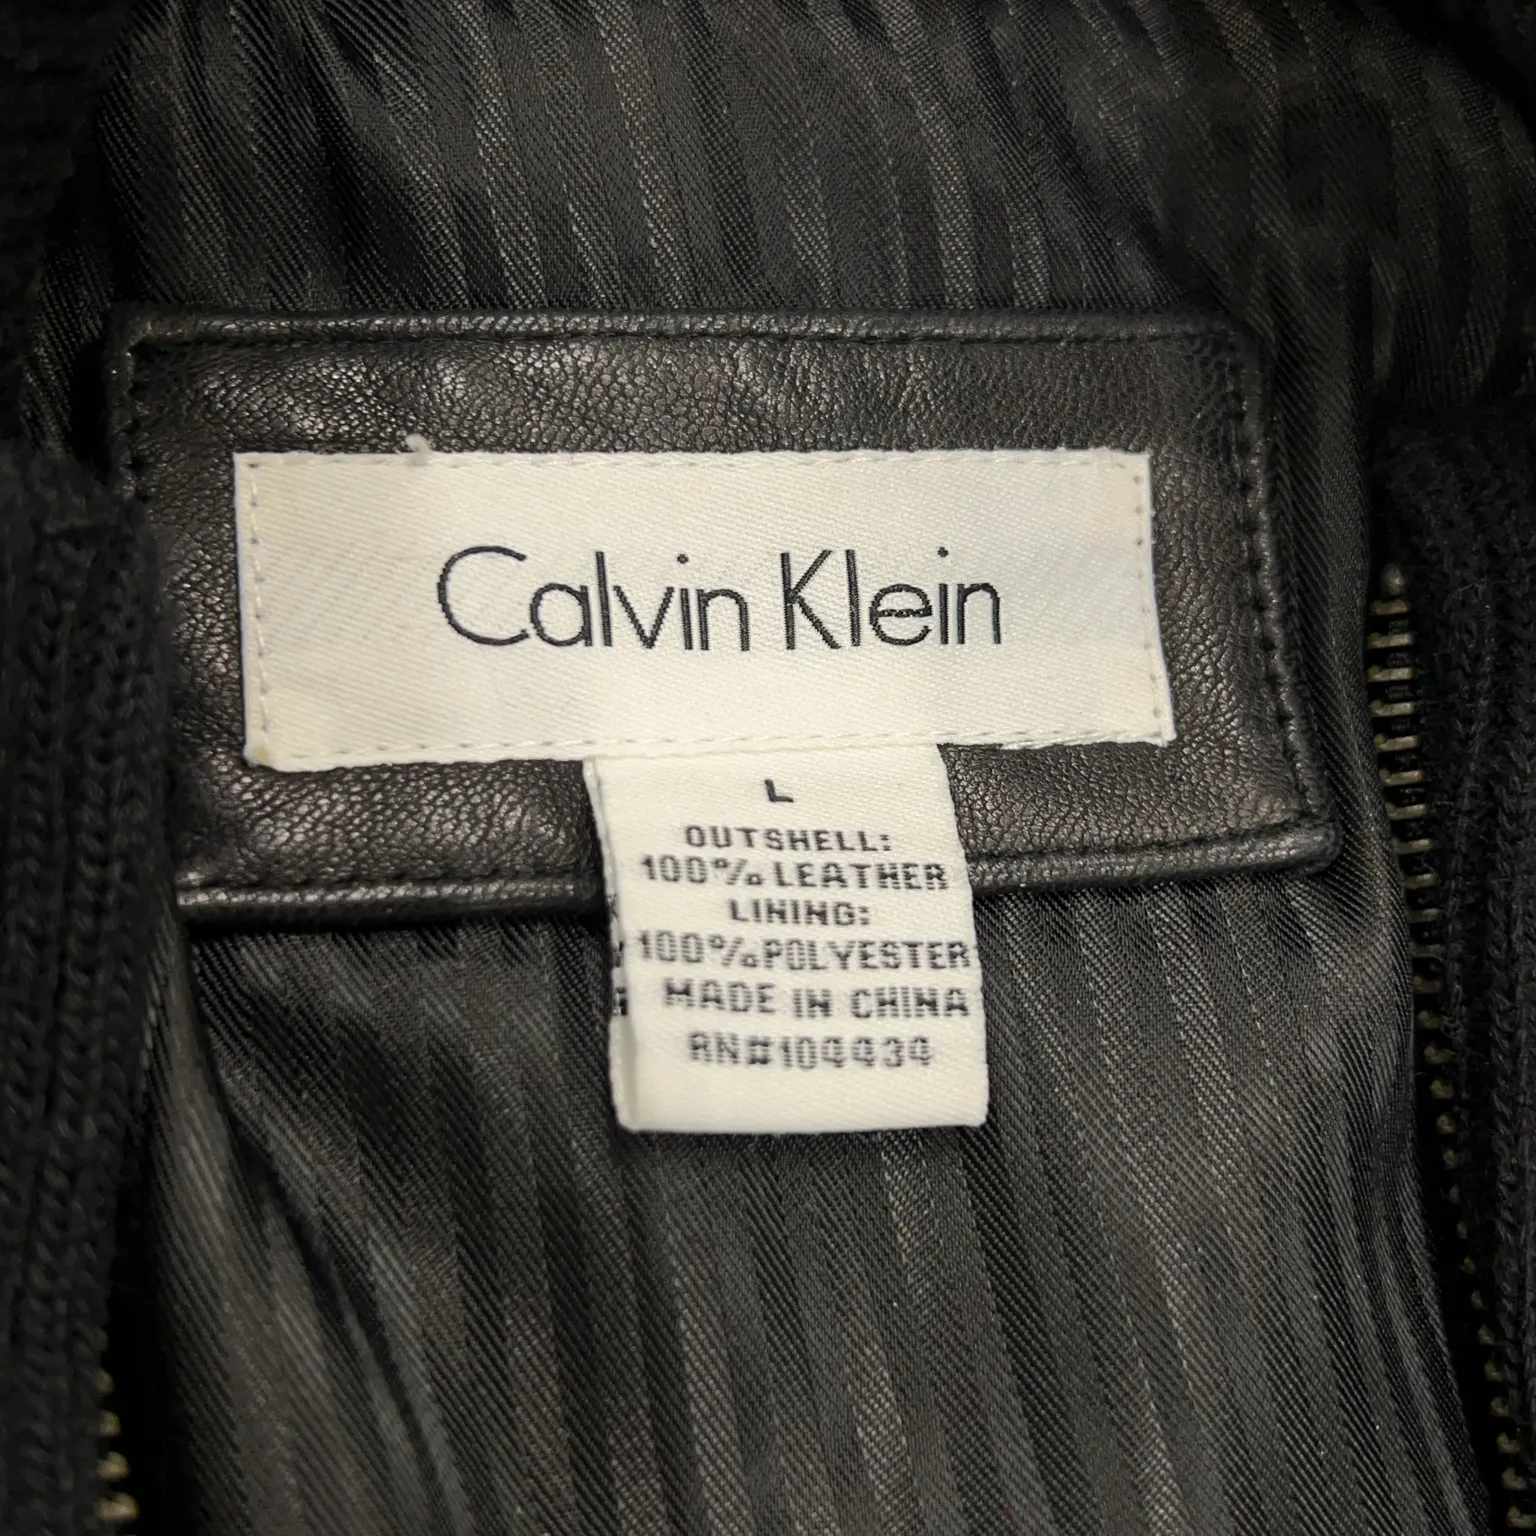 Calvin Klein
L
OUTSHELL:
100% LEATHER
LINING:
100% POLYESTER
MADE IN CHINA
RN#104434